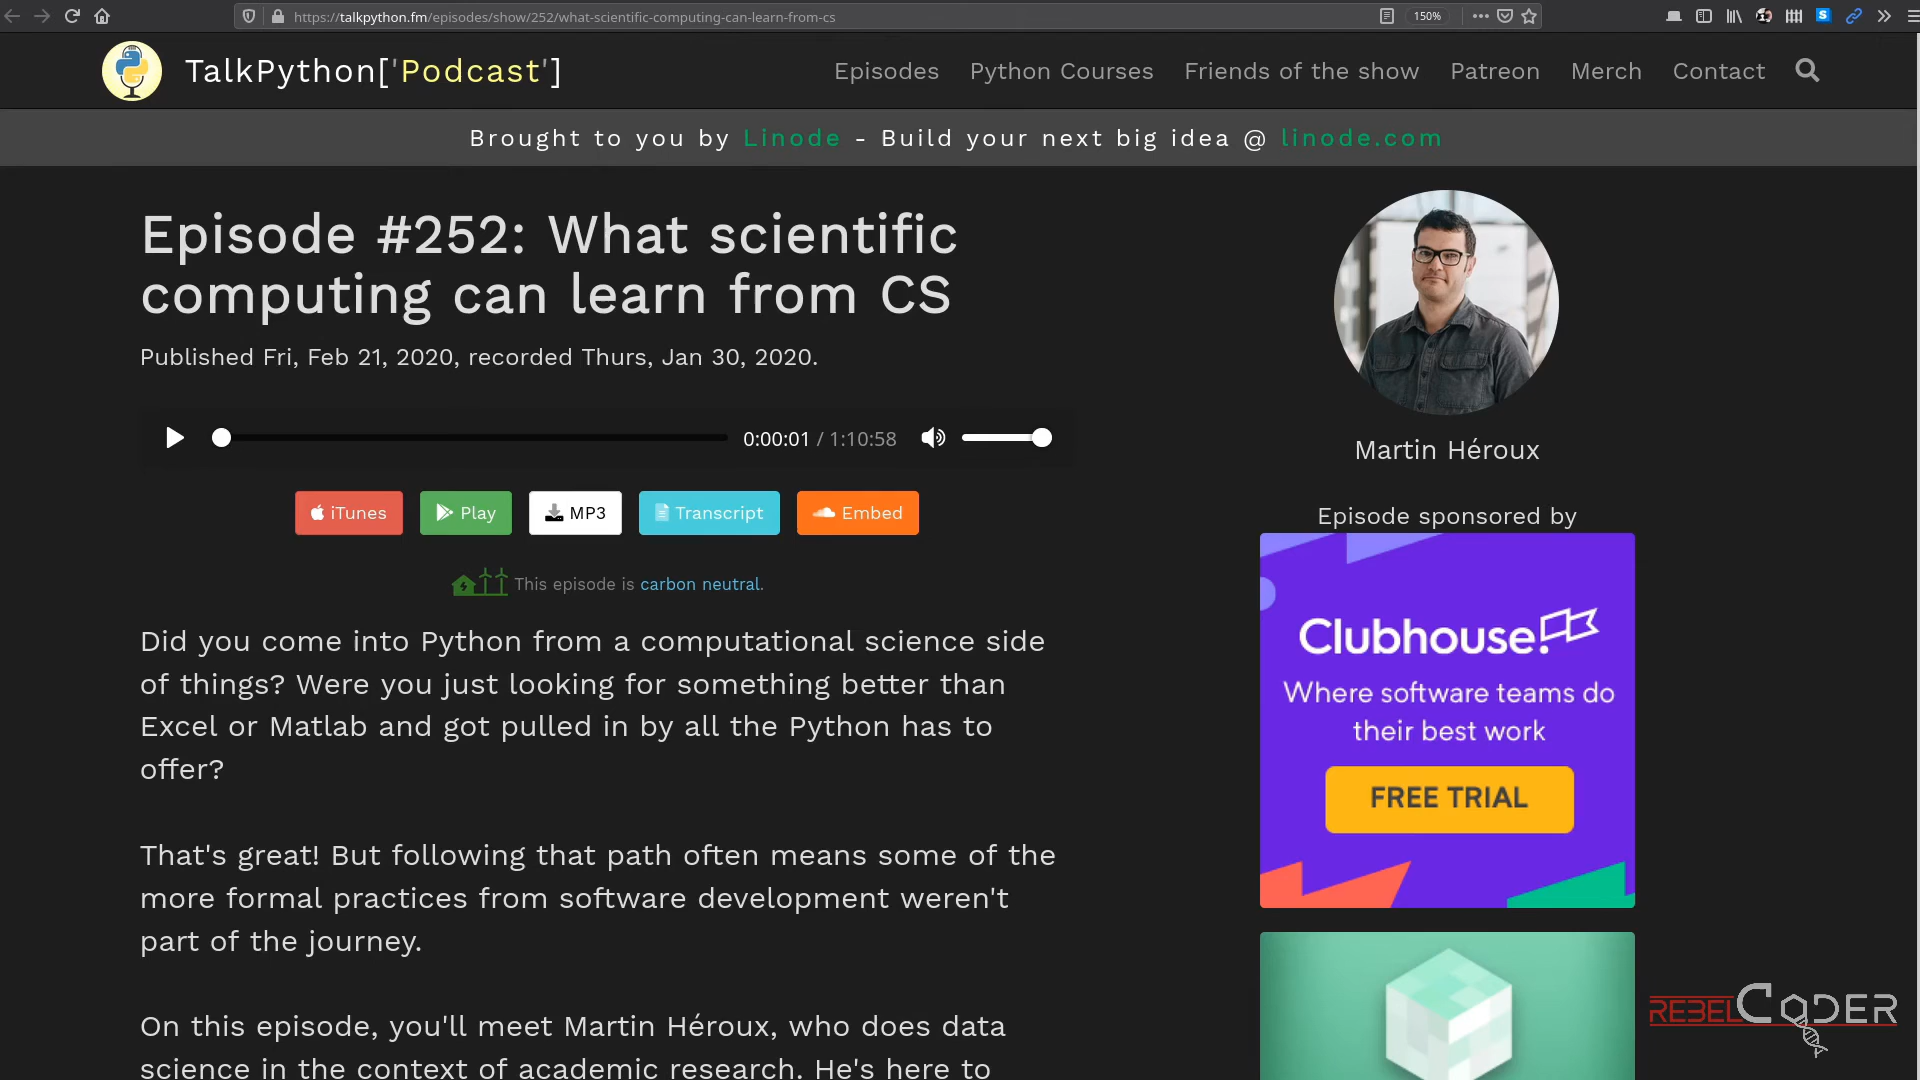 https://talkpython.fm/episodes/show/252/what-scientific-computing-can-learn-from-cs
150%
TalkPython['Podcast']
Episodes
Python Courses
Friends of the show
Patreon
Merch
Contact
Brought to you by Linode - Build your next big idea @ linode.com
Episode #252: What scientific
computing can learn from CS
Published Fri, Feb 21, 2020, recorded Thurs, Jan 30, 2020.
0:00:01 / 1:10:58
iTunes
Play
MP3
Transcript
Embed
This episode is carbon neutral.
Did you come into Python from a computational science side
of things? Were you just looking for something better than
Excel or Matlab and got pulled in by all the Python has to
offer?
That's great! But following that path often means some of the
more formal practices from software development weren't
part of the journey.
On this episode, you'll meet Martin Héroux, who does data
science in the context of academic research. He's here to
Martin Héroux
Episode sponsored by
Clubhouse
Where software teams do
their best work
FREE TRIAL
REBELCODER